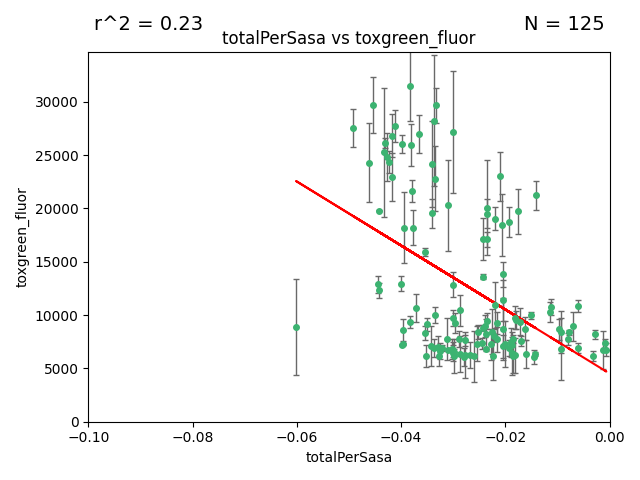 r^2 = 0.23
N = 125
totalPerSasa vs toxgreen_fluor
toxgreen_fluor
30000
25000
20000
15000
10000
5000
0
−0.10
−0.08
−0.06
−0.04
−0.02
0.00
totalPerSasa